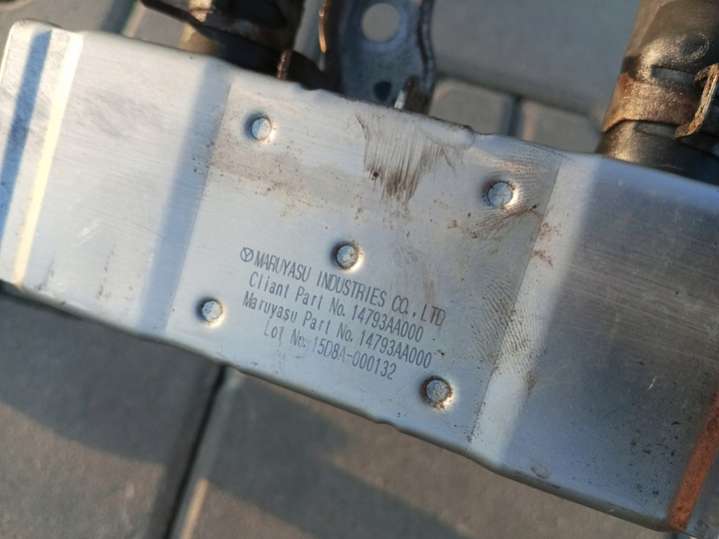 MARUYASU INDUSTRIES CO., LTD
Cliant Part No. 14793AA000
Maruyasu Part No. 14793AA000
Lot No. 15D8A-000132